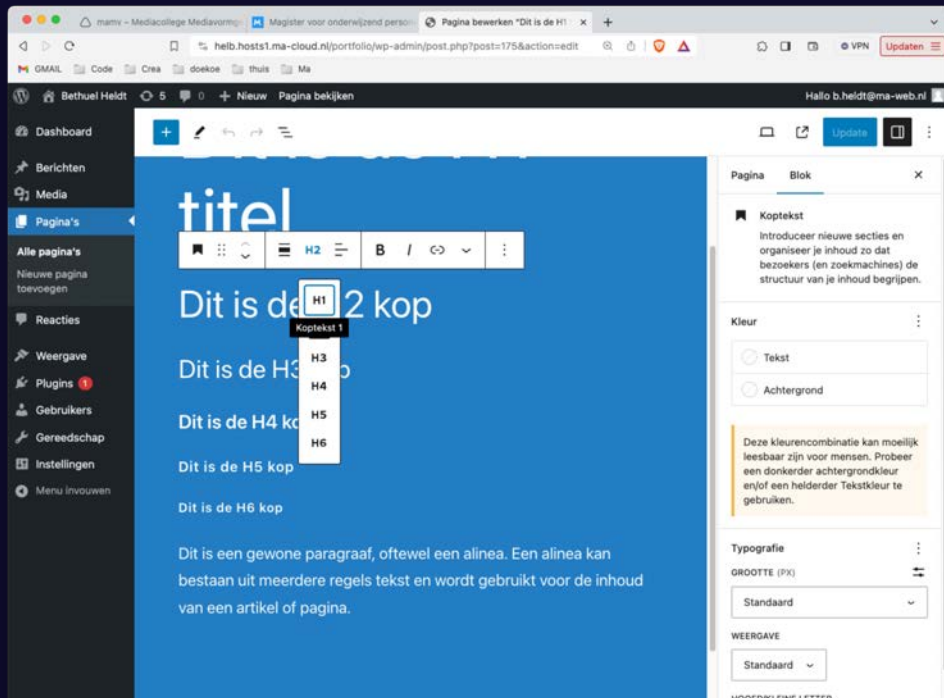 mamv – Mediacollege Mediavormge
Magister voor onderwijzend person
Pagina bewerken "Dit is de H1
helb.hosts1.ma-cloud.nl/portfolio/wp-admin/post.php?post=175&action=edit
VPN
Updaten
GMAIL
Code
Crea
doekoe
thuis
Ma
Bethuel Heldt
5
0
Nieuw
Pagina bekijken
Hallo b.heldt@ma-web.nl
Dashboard
Berichten
Media
Pagina's
Alle pagina's
Nieuwe pagina
toevoegen
Reacties
Weergave
Plugins 1
Gebruikers
Gereedschap
Instellingen
Menu invouwen
Update
titel
H2
B
I
Dit is de 2 kop
H1
Koptekst 1
H3
H4
H5
H6
Dit is de H3
Dit is de H4 ko
Dit is de H5 kop
Dit is de H6 kop
Dit is een gewone paragraaf, oftewel een alinea. Een alinea kan
bestaan uit meerdere regels tekst en wordt gebruikt voor de inhoud
van een artikel of pagina.
Pagina
Blok
Koptekst
Introduceer nieuwe secties en
organiseer je inhoud zo dat
bezoekers (en zoekmachines) de
structuur van je inhoud begrijpen.
Kleur
Tekst
Achtergrond
Deze kleurencombinatie kan moeilijk
leesbaar zijn voor mensen. Probeer
een donkerder achtergrondkleur
en/of een helderder Tekstkleur te
gebruiken.
Typografie
GROOTTE (PX)
Standaard
WEERGAVE
Standaard